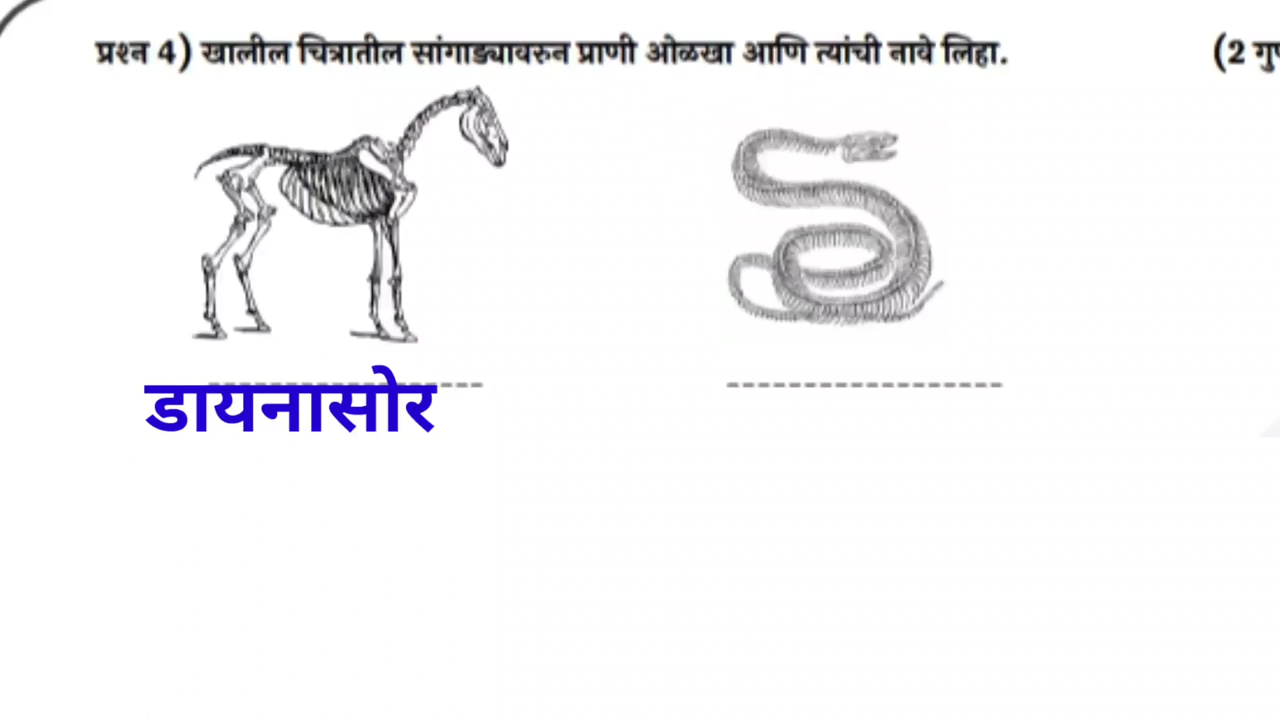 प्रश्न 4) खालील चित्रातील सांगाड्यावरुन प्राणी ओळखा आणि त्यांची नावे लिहा. (2
डायनासोर